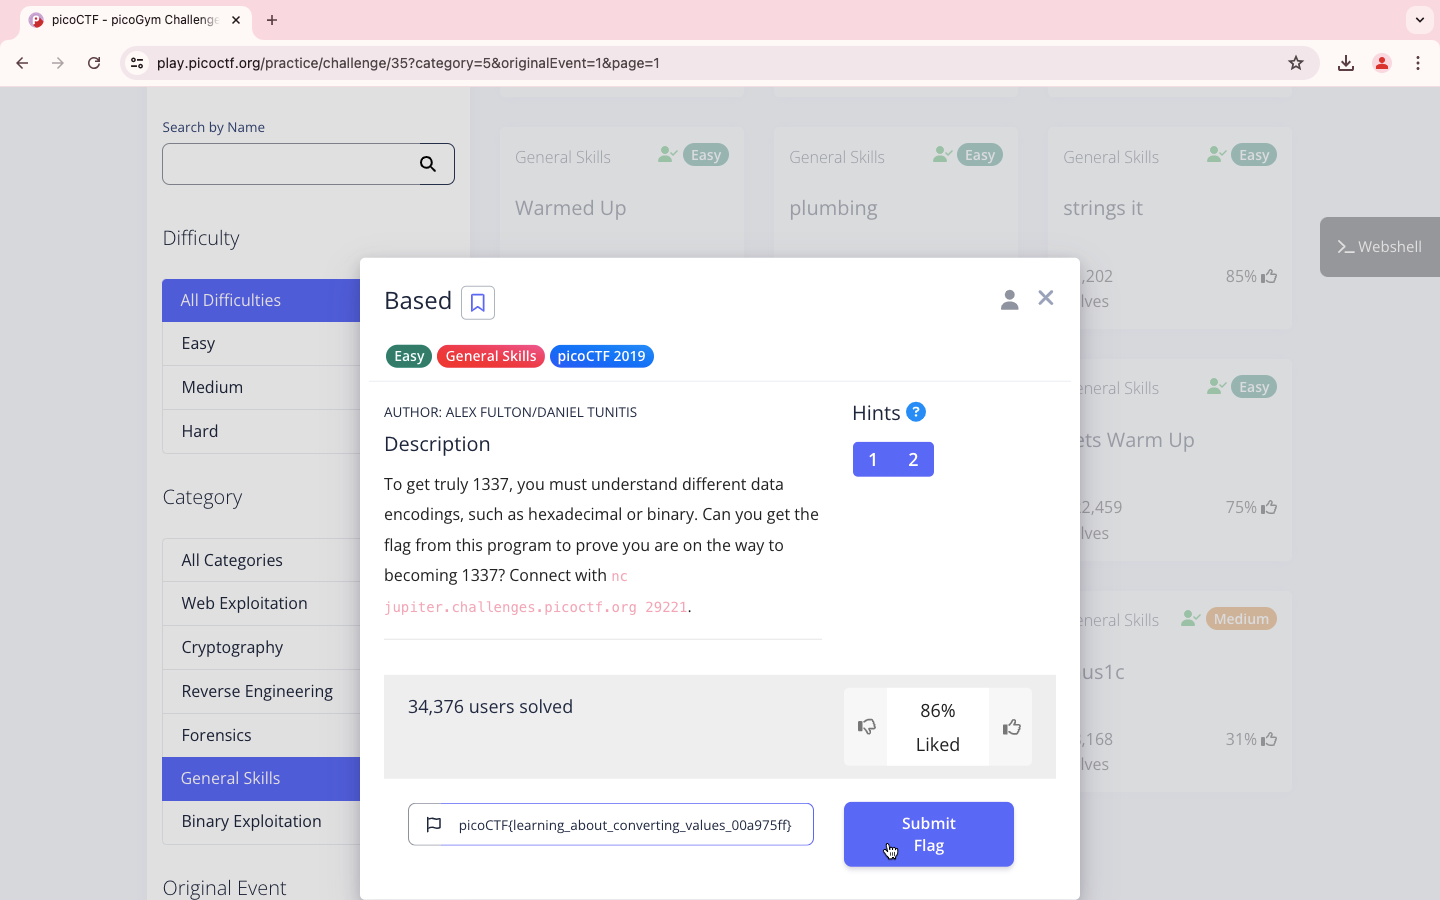 picoCTF - picoGym Challenge
play.picoctf.org/practice/challenge/35?category=5&originalEvent=1&page=1
Search by Name
Difficulty
All Difficulties
Easy
Medium
Hard
Category
All Categories
Web Exploitation
Cryptography
Reverse Engineering
Forensics
General Skills
Binary Exploitation
Original Event
General Skills
Easy
Warmed Up
General Skills
Easy
plumbing
General Skills
Easy
strings it
,202
85%
lves
>_ Webshell
eneral Skills
Easy
ets Warm Up
2,459
75%
lves
eneral Skills
Medium
us1c
,168
31%
lves
Based
Easy
General Skills
picoCTF 2019
AUTHOR: ALEX FULTON/DANIEL TUNITIS
Description
To get truly 1337, you must understand different data
encodings, such as hexadecimal or binary. Can you get the
flag from this program to prove you are on the way to
becoming 1337? Connect with nc
jupiter.challenges.picoctf.org 29221.
Hints ?
1 2
34,376 users solved
86%
Liked
picoCTF{learning_about_converting_values_00a975ff}
Submit
Flag